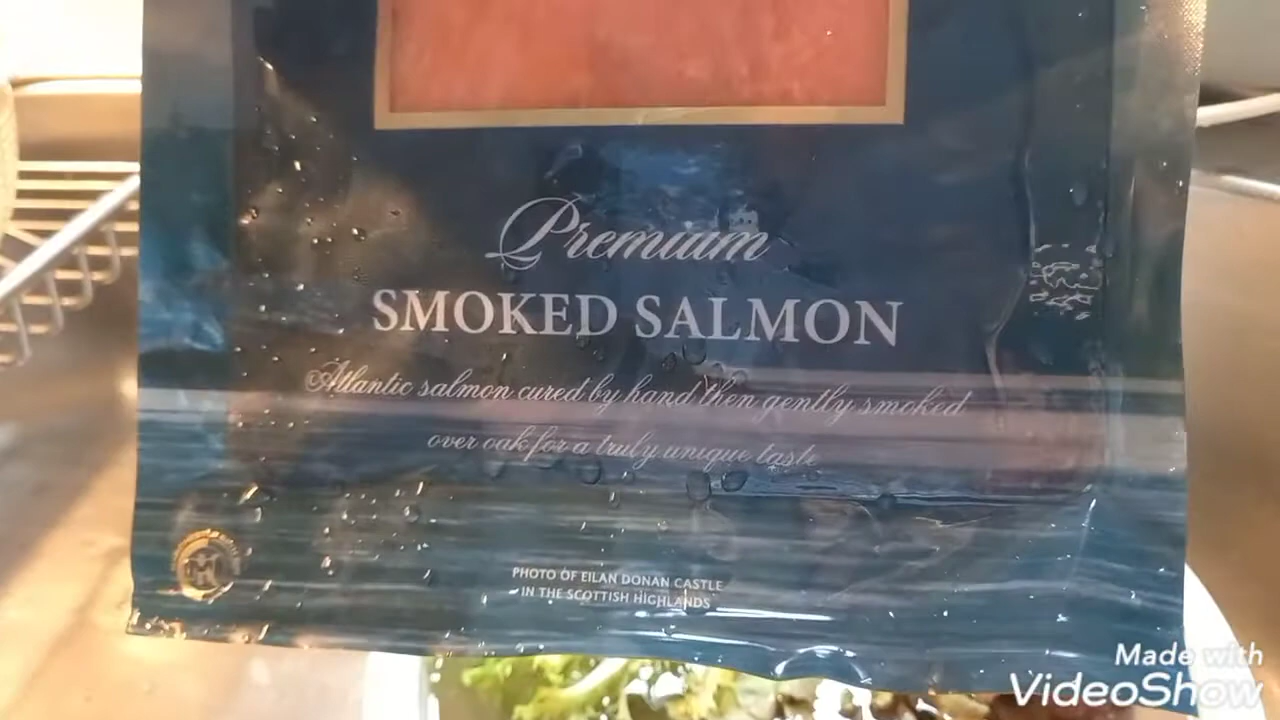 Premium
SMOKED SALMON
Atlantic salmon cured by hand then gently smoked
over oak for a truly unique taste
PHOTO OF EILAN DONAN CASTLE
IN THE SCOTTISH HIGHLANDS
Made with
VideoShow